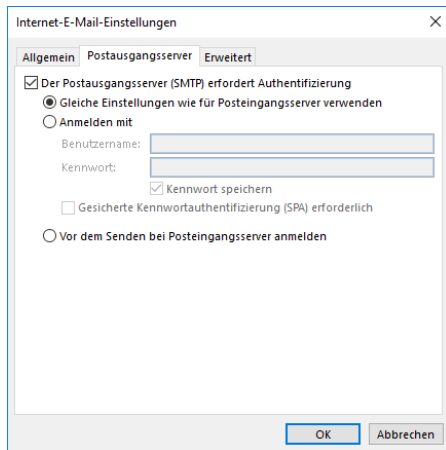 Internet-E-Mail-Einstellungen
Allgemein Postausgangsserver Erweitert
Der Postausgangsserver (SMTP) erfordert Authentifizierung
Gleiche Einstellungen wie für Posteingangsserver verwenden
Anmelden mit
Benutzername:
Kennwort:
Kennwort speichern
Gesicherte Kennwortauthentifizierung (SPA) erforderlich
Vor dem Senden bei Posteingangsserver anmelden
OK Abbrechen